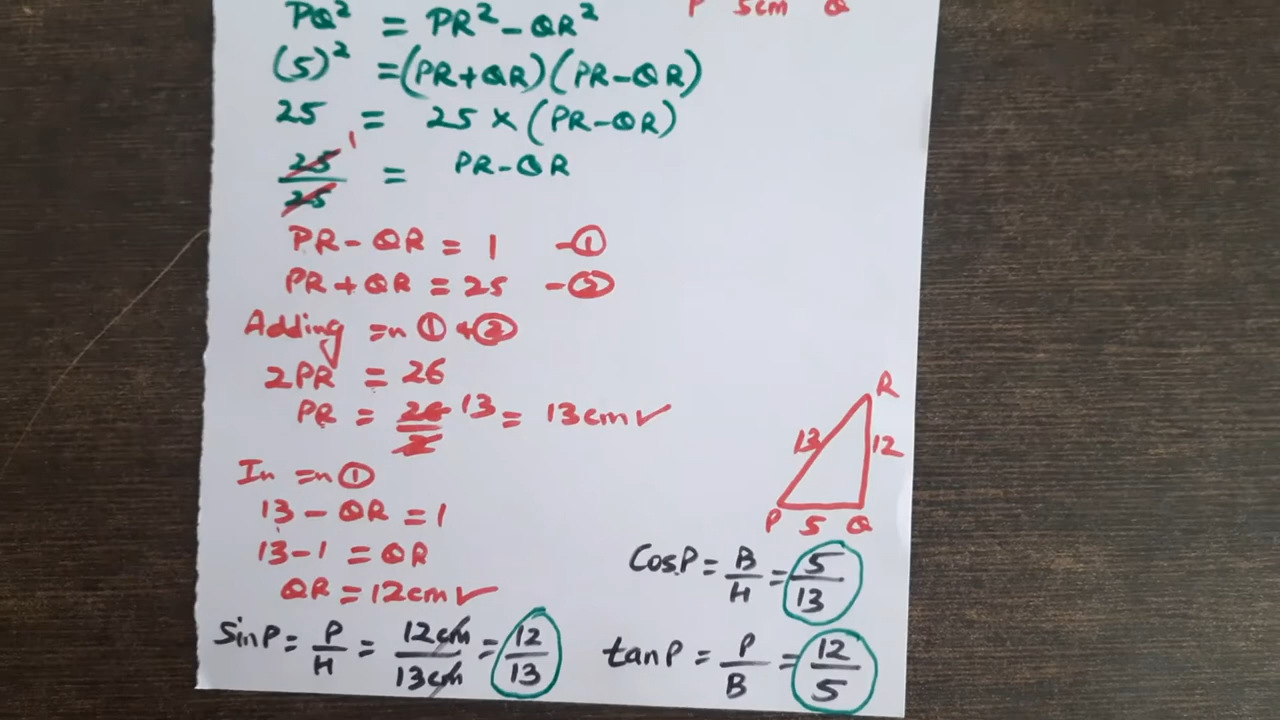 P 5cm Q
PQ² = PR² - QR²
(5)² = (PR+QR)(PR-QR)
25 = 25 × (PR-QR)
25/25 1 = PR-QR
PR - QR = 1 -①
PR + QR = 25 -②
Adding =n ① + ②
2PR = 26
PR = 26/2 13 = 13cm✓
In =n ①
13 - QR = 1
13-1 = QR
QR = 12cm✓
R
13 12
P 5 Q
CosP = B/H = 5/13
SinP = P/H = 12cm/13cm = 12/13
tanP = P/B = 12/5